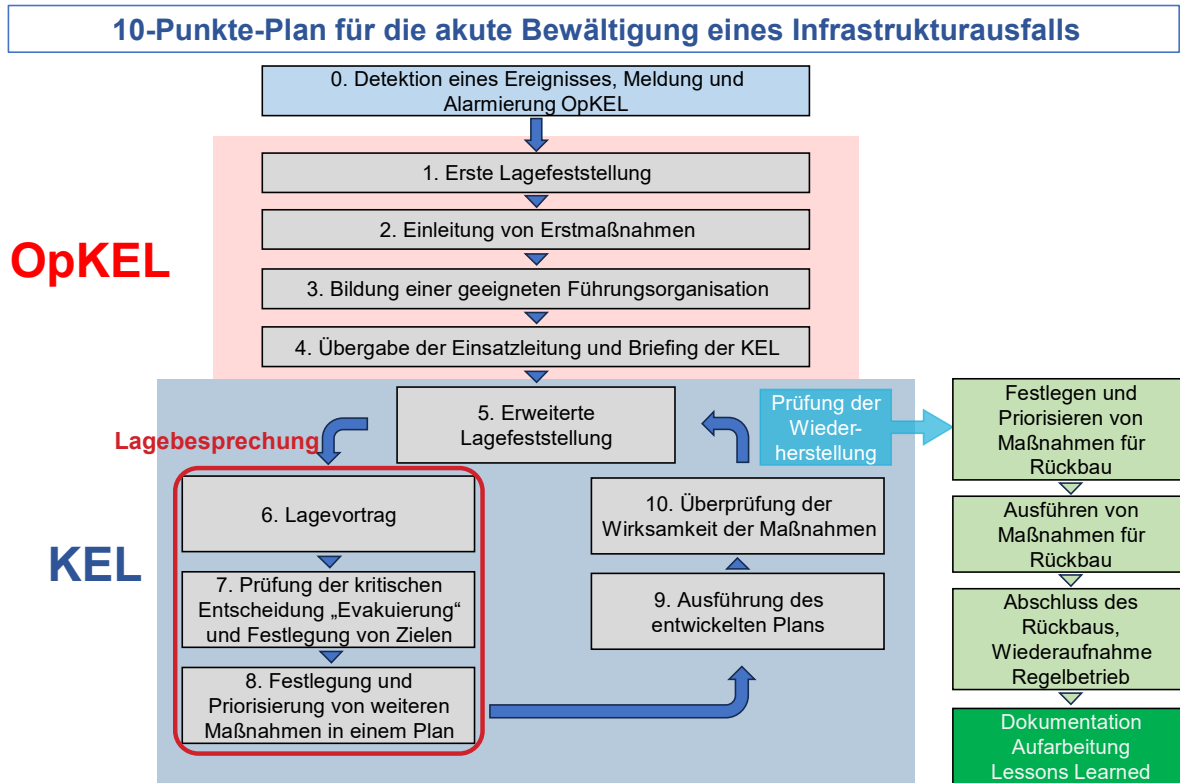 10-Punkte-Plan für die akute Bewältigung eines Infrastrukturausfalls
0. Detektion eines Ereignisses, Meldung und
Alarmierung OpKEL
1. Erste Lagefeststellung
2. Einleitung von Erstmaßnahmen
OpKEL
3. Bildung einer geeigneten Führungsorganisation
4. Übergabe der Einsatzleitung und Briefing der KEL
5. Erweiterte
Lagefeststellung
Prüfung der
Wieder-
herstellung
Festlegen und
Priorisieren von
Maßnahmen für
Rückbau
Lagebesprechung
6. Lagevortrag
10. Überprüfung der
Wirksamkeit der Maßnahmen
Ausführen von
Maßnahmen für
Rückbau
KEL
7. Prüfung der kritischen
Entscheidung „Evakuierung“
und Festlegung von Zielen
9. Ausführung des
entwickelten Plans
Abschluss des
Rückbaus,
Wiederaufnahme
Regelbetrieb
8. Festlegung und
Priorisierung von weiteren
Maßnahmen in einem Plan
Dokumentation
Aufarbeitung
Lessons Learned